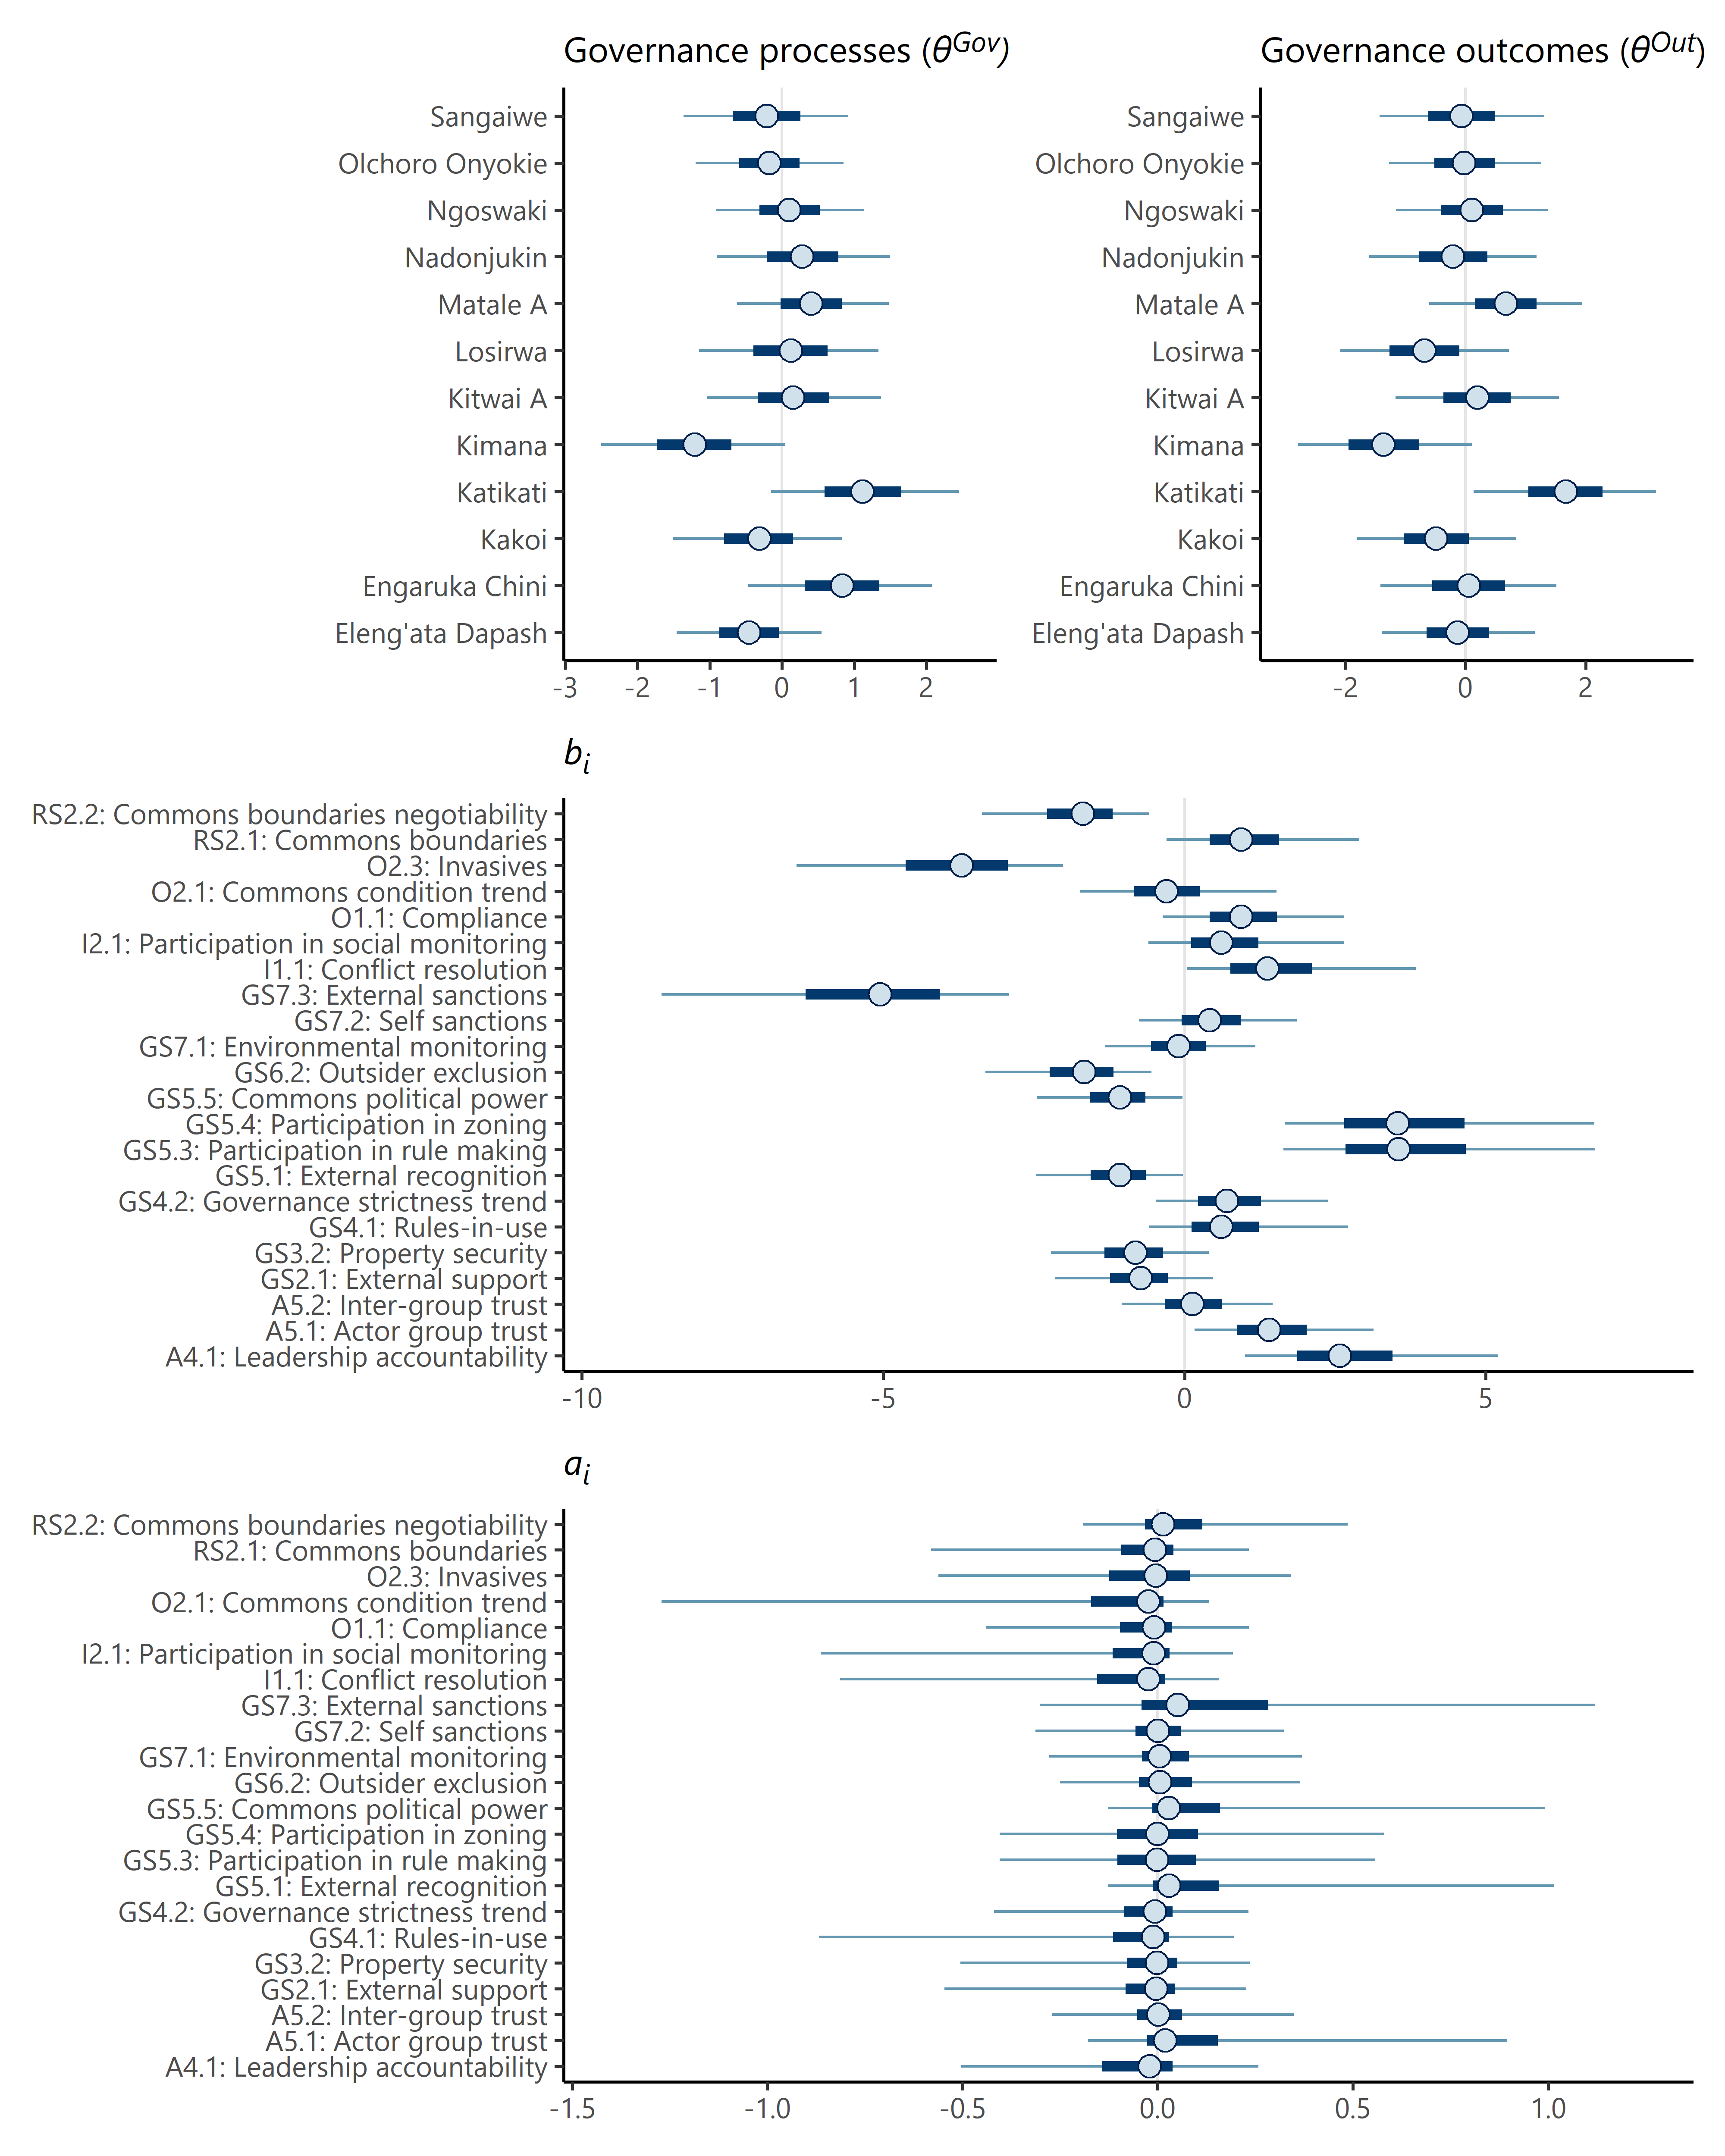 Governance processes (θ^Gov)
Sangaiwe
Olchoro Onyokie
Ngoswaki
Nadonjukin
Matale A
Losirwa
Kitwai A
Kimana
Katikati
Kakoi
Engaruka Chini
Eleng'ata Dapash
-3 -2 -1 0 1 2
Governance outcomes (θ^Out)
Sangaiwe
Olchoro Onyokie
Ngoswaki
Nadonjukin
Matale A
Losirwa
Kitwai A
Kimana
Katikati
Kakoi
Engaruka Chini
Eleng'ata Dapash
-2 0 2
b_i
RS2.2: Commons boundaries negotiability
RS2.1: Commons boundaries
O2.3: Invasives
O2.1: Commons condition trend
O1.1: Compliance
I2.1: Participation in social monitoring
I1.1: Conflict resolution
GS7.3: External sanctions
GS7.2: Self sanctions
GS7.1: Environmental monitoring
GS6.2: Outsider exclusion
GS5.5: Commons political power
GS5.4: Participation in zoning
GS5.3: Participation in rule making
GS5.1: External recognition
GS4.2: Governance strictness trend
GS4.1: Rules-in-use
GS3.2: Property security
GS2.1: External support
A5.2: Inter-group trust
A5.1: Actor group trust
A4.1: Leadership accountability
-10 -5 0 5
a_i
RS2.2: Commons boundaries negotiability
RS2.1: Commons boundaries
O2.3: Invasives
O2.1: Commons condition trend
O1.1: Compliance
I2.1: Participation in social monitoring
I1.1: Conflict resolution
GS7.3: External sanctions
GS7.2: Self sanctions
GS7.1: Environmental monitoring
GS6.2: Outsider exclusion
GS5.5: Commons political power
GS5.4: Participation in zoning
GS5.3: Participation in rule making
GS5.1: External recognition
GS4.2: Governance strictness trend
GS4.1: Rules-in-use
GS3.2: Property security
GS2.1: External support
A5.2: Inter-group trust
A5.1: Actor group trust
A4.1: Leadership accountability
-1.5 -1.0 -0.5 0.0 0.5 1.0